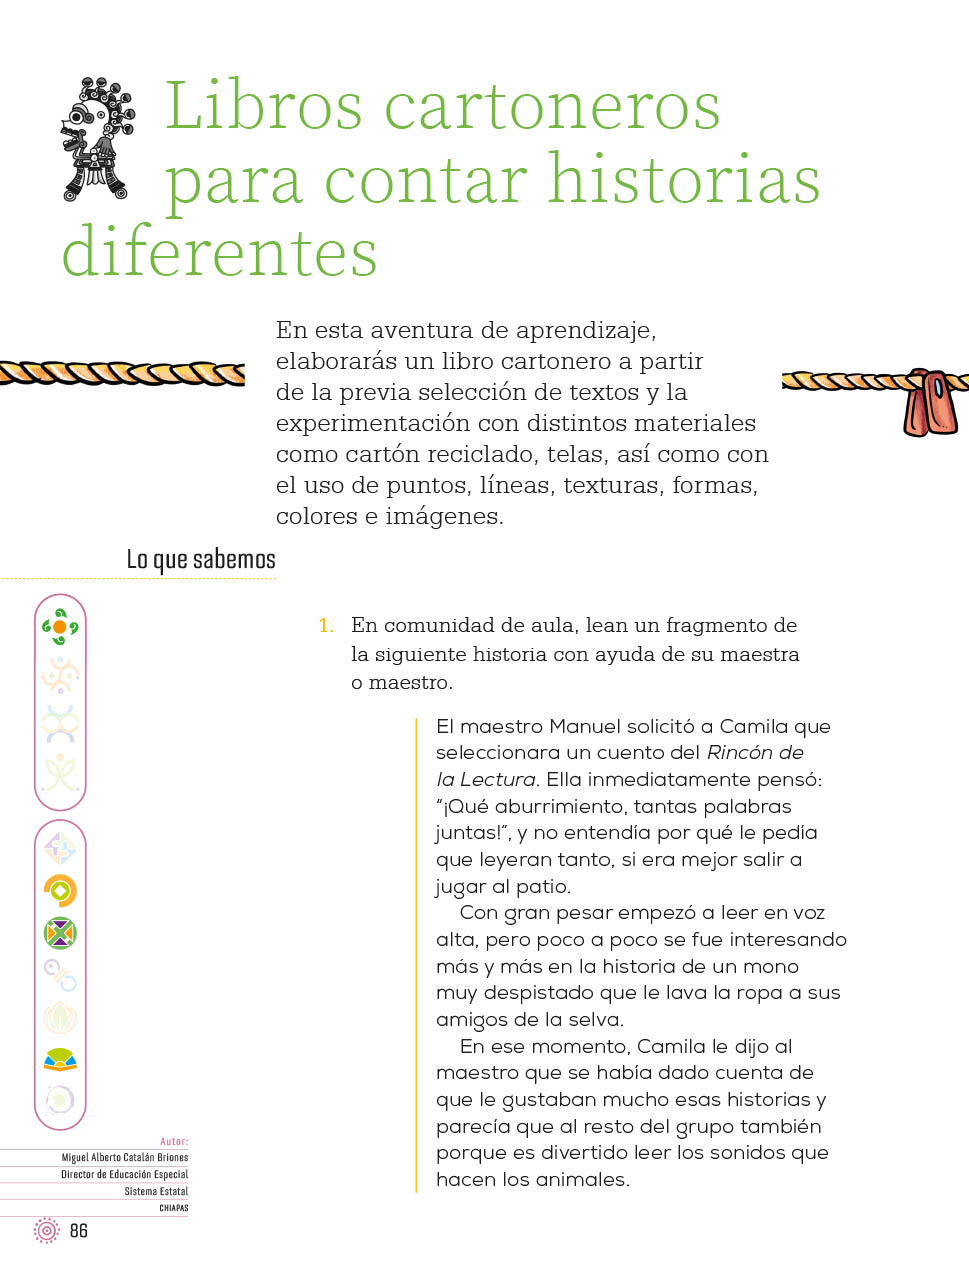 Libros cartoneros
para contar historias
diferentes
En esta aventura de aprendizaje,
elaborarás un libro cartonero a partir
de la previa selección de textos y la
experimentación con distintos materiales
como cartón reciclado, telas, así como con
el uso de puntos, líneas, texturas, formas,
colores e imágenes.
Lo que sabemos
1. En comunidad de aula, lean un fragmento de
la siguiente historia con ayuda de su maestra
o maestro.
El maestro Manuel solicitó a Camila que
seleccionara un cuento del Rincón de
la Lectura. Ella inmediatamente pensó:
“¡Qué aburrimiento, tantas palabras
juntas!”, y no entendía por qué le pedía
que leyeran tanto, si era mejor salir a
jugar al patio.
Con gran pesar empezó a leer en voz
alta, pero poco a poco se fue interesando
más y más en la historia de un mono
muy despistado que le lava la ropa a sus
amigos de la selva.
En ese momento, Camila le dijo al
maestro que se había dado cuenta de
que le gustaban mucho esas historias y
parecía que al resto del grupo también
porque es divertido leer los sonidos que
hacen los animales.
Autor:
Miguel Alberto Catalán Briones
Director de Educación Especial
Sistema Estatal
CHIAPAS
86